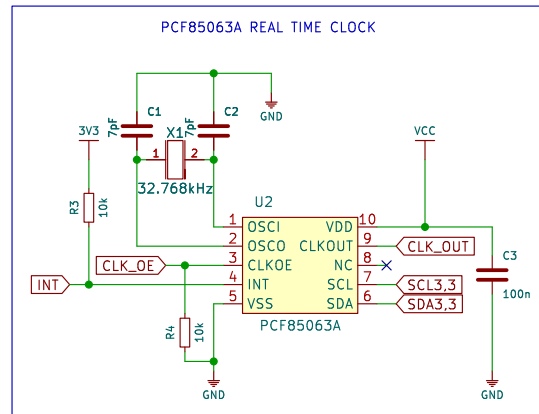 PCF85063A REAL TIME CLOCK
C1
7pF
C2
7pF
GND
X1
1
2
32.768kHz
3V3
VCC
R3
10k
U2
1
OSCI
VDD
10
2
OSCO
CLKOUT
9
CLK_OUT
CLK_OE
3
CLKOE
NC
8
INT
4
INT
SCL
7
SCL3,3
5
VSS
SDA
6
SDA3,3
PCF85063A
C3
100n
R4
10k
GND
GND